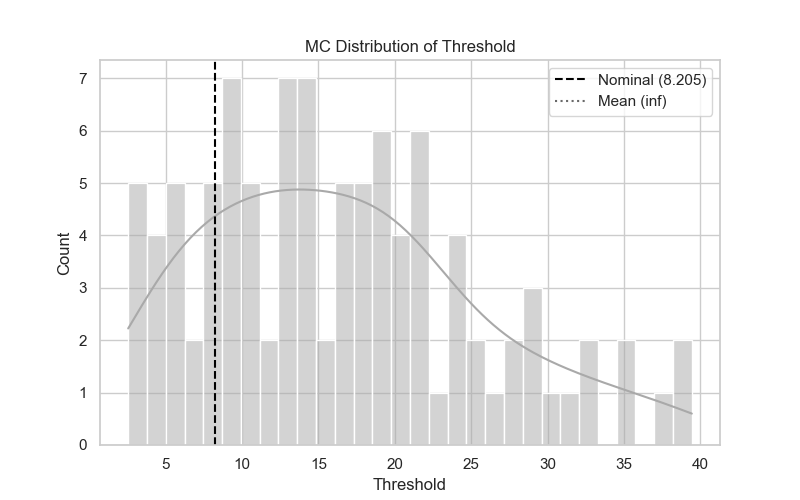 MC Distribution of Threshold
Nominal (8.205)
Mean (inf)
Count
7
6
5
4
3
2
1
0
5 10 15 20 25 30 35 40
Threshold